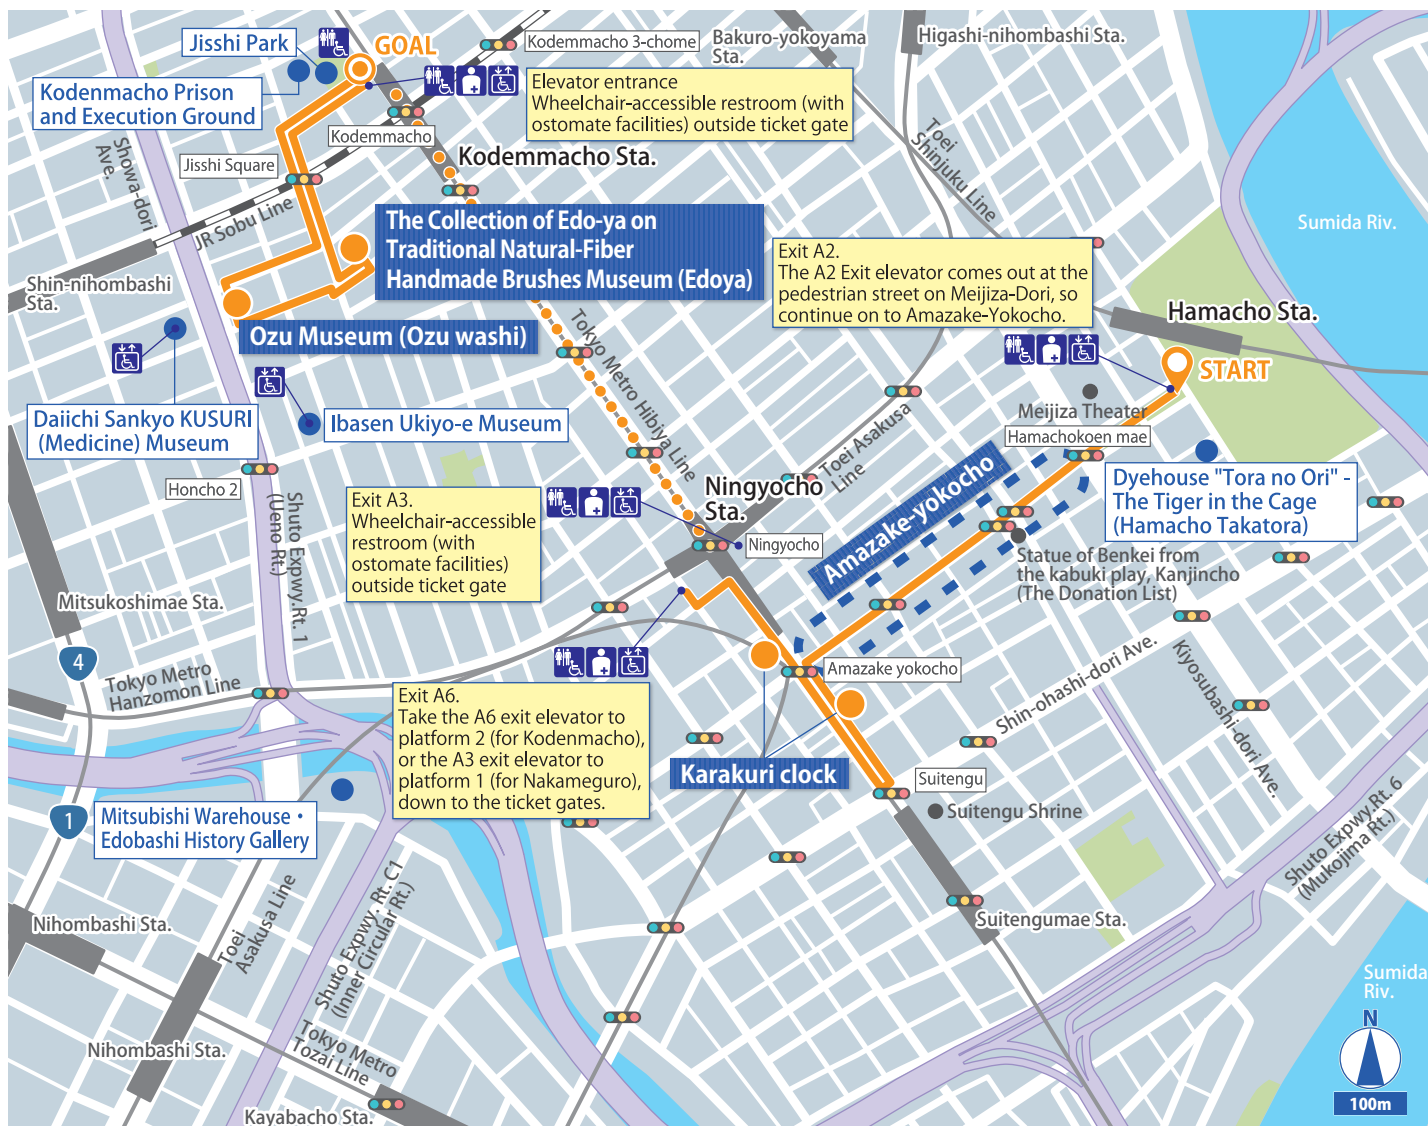 Jisshi Park
GOAL
Kodemmacho 3-chome
Bakuro-yokoyama
Sta.
Higashi-nihombashi Sta.
Kodenmacho Prison
and Execution Ground
Elevator entrance
Wheelchair-accessible restroom (with
ostomate facilities) outside ticket gate
Kodemmacho
Kodemmacho Sta.
Toei
Shinjuku Line
Showa-dori
Ave.
Jisshi Square
JR Sobu Line
Sumida Riv.
The Collection of Edo-ya on
Traditional Natural-Fiber
Handmade Brushes Museum (Edoya)
Exit A2.
The A2 Exit elevator comes out at the
pedestrian street on Meijiza-Dori, so
continue on to Amazake-Yokocho.
Shin-nihombashi
Sta.
Hamacho Sta.
START
Ozu Museum (Ozu washi)
Tokyo Metro Hibiya Line
Daiichi Sankyo KUSURI
(Medicine) Museum
Ibasen Ukiyo-e Museum
Meijiza Theater
Hamachokoen mae
Toei Asakusa
Line
Amazake-yokocho
Dyehouse "Tora no Ori" -
The Tiger in the Cage
(Hamacho Takatora)
Honcho 2
Shuto Expwy.Rt. 1
(Ueno Rt.)
Ningyocho
Sta.
Exit A3.
Wheelchair-accessible
restroom (with
ostomate facilities)
outside ticket gate
Ningyocho
Statue of Benkei from
the kabuki play, Kanjincho
(The Donation List)
Mitsukoshimae Sta.
4
Tokyo Metro
Hanzomon Line
Amazake yokocho
Shin-ohashi-dori Ave.
Kiyosubashi-dori Ave.
Exit A6.
Take the A6 exit elevator to
platform 2 (for Kodenmacho),
or the A3 exit elevator to
platform 1 (for Nakameguro),
down to the ticket gates.
Karakuri clock
Suitengu
Suitengu Shrine
1
Mitsubishi Warehouse・
Edobashi History Gallery
Shuto Expwy.Rt. 6
(Mukojima Rt.)
Nihombashi Sta.
Toei
Asakusa Line
Shuto Expwy. Rt. C1
(Inner Circular Rt.)
Suitengumae Sta.
Sumida
Riv.
Nihombashi Sta.
Tokyo Metro
Tozai Line
Kayabacho Sta.
N
100m